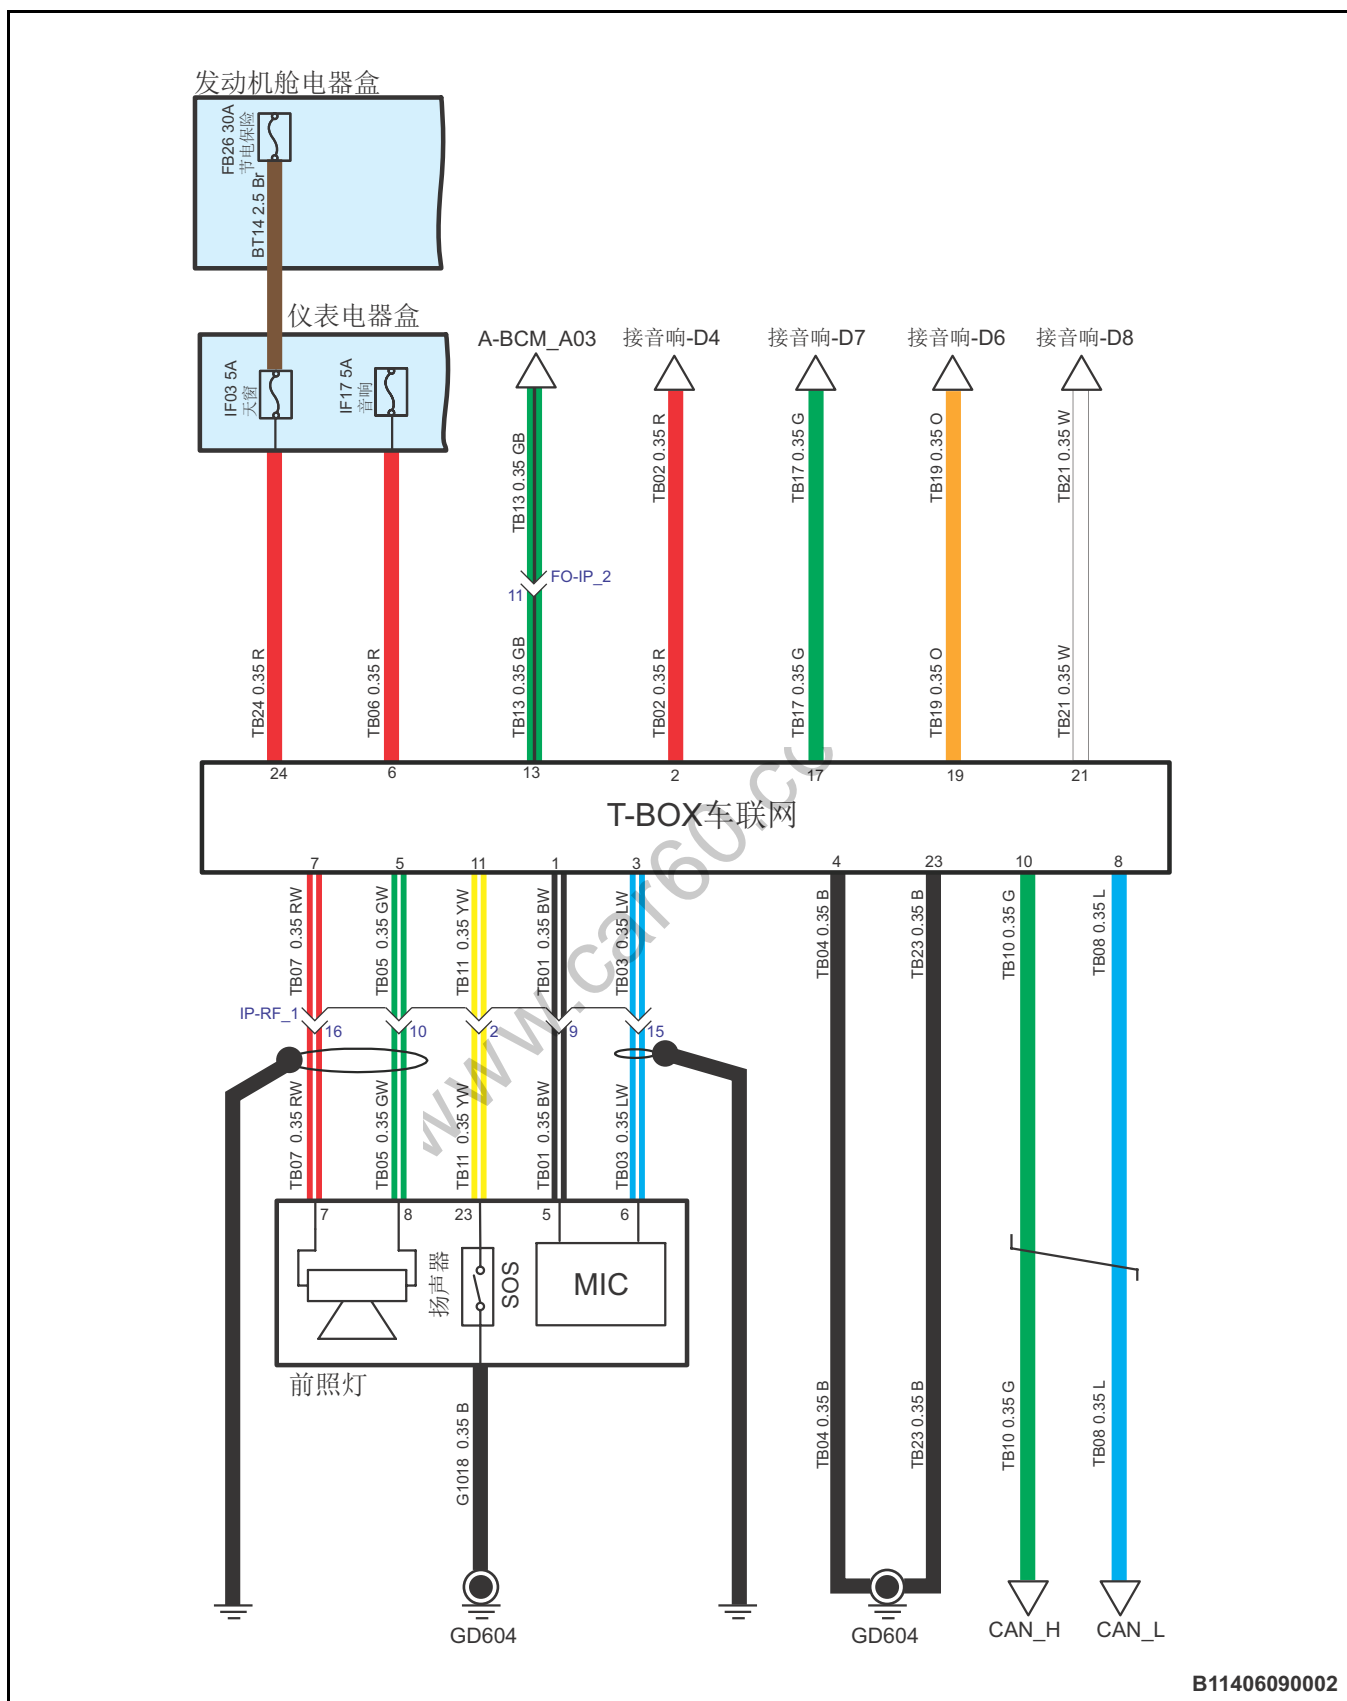 发动机舱电器盒
FB26 30A
节电保险
BT14 2.5 Br
仪表电器盒
IF03 5A
天窗
IF17 5A
音响
A-BCM_A03
接音响-D4
接音响-D7
接音响-D6
接音响-D8
TB13 0.35 GB
TB02 0.35 R
TB17 0.35 G
TB19 0.35 O
TB21 0.35 W
FO-IP_2
11
TB24 0.35 R
TB06 0.35 R
TB13 0.35 GB
TB02 0.35 R
TB17 0.35 G
TB19 0.35 O
TB21 0.35 W
24
6
13
2
17
19
21
T-BOX车联网
7
5
11
1
3
4
23
10
8
TB07 0.35 RW
TB05 0.35 GW
TB11 0.35 YW
TB01 0.35 BW
TB03 0.35 LW
TB04 0.35 B
TB23 0.35 B
TB10 0.35 G
TB08 0.35 L
IP-RF_1
16
10
2
9
15
TB07 0.35 RW
TB05 0.35 GW
TB11 0.35 YW
TB01 0.35 BW
TB03 0.35 LW
7
8
23
5
6
扬声器
SOS
MIC
前照灯
G1018 0.35 B
TB04 0.35 B
TB23 0.35 B
TB10 0.35 G
TB08 0.35 L
GD604
GD604
CAN_H
CAN_L
B11406090002
www.car60.co